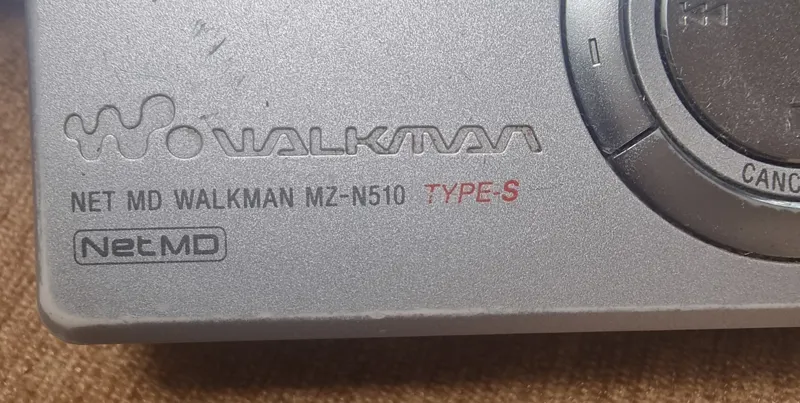 WALKMAN
NET MD WALKMAN MZ-N510 TYPE-S
NetMD